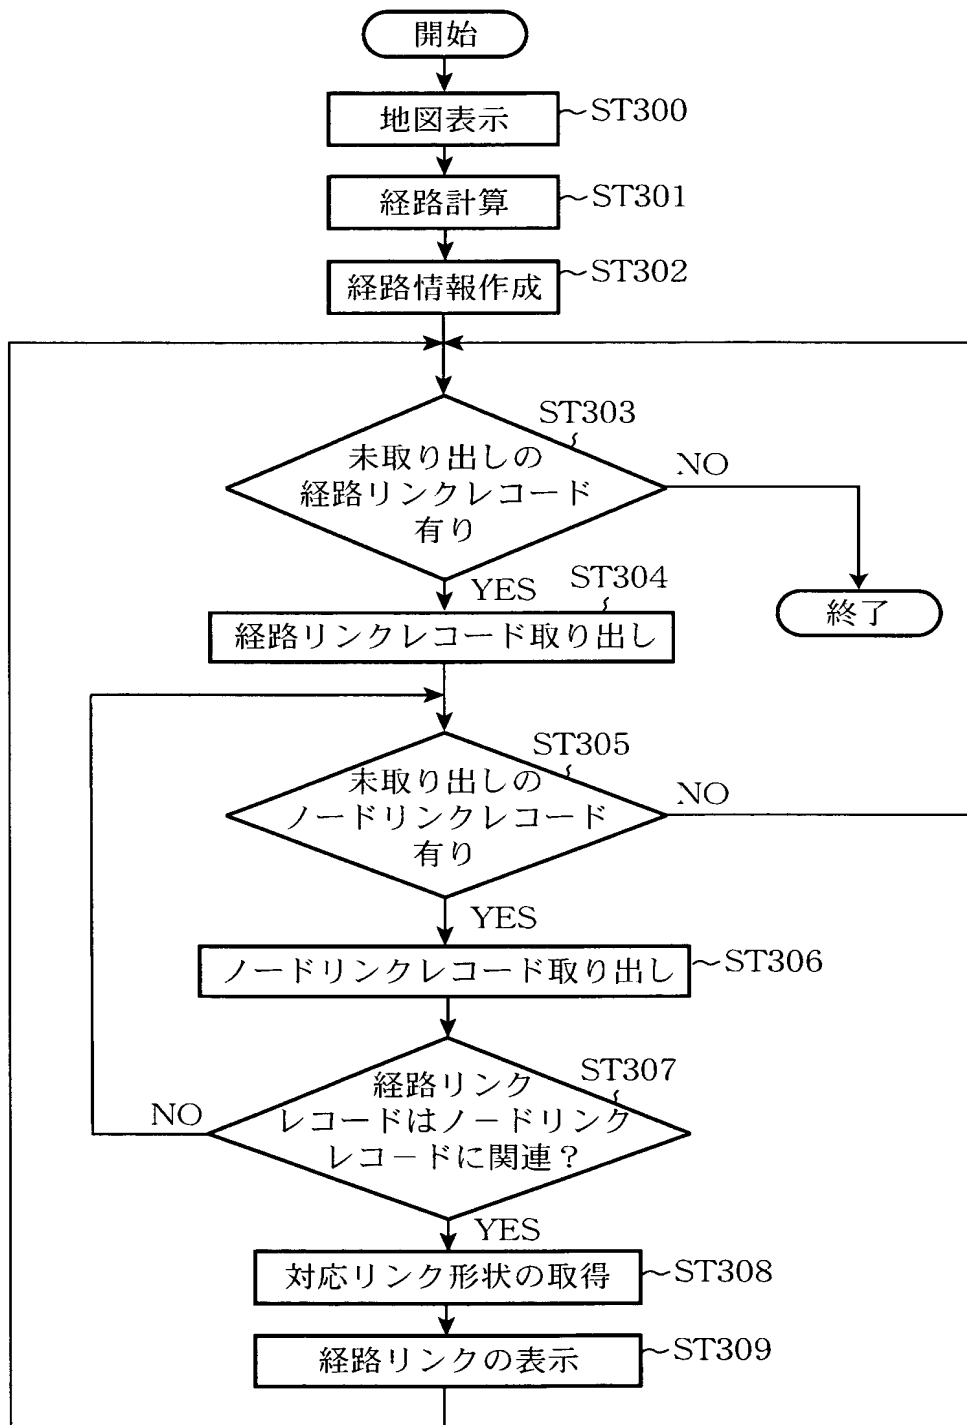 開始
地図表示
ST300
経路計算
ST301
経路情報作成
ST302
ST303
未取り出しの
経路リンクレコード
有り
NO
YES
終了
ST304
経路リンクレコード取り出し
ST305
未取り出しの
ノードリンクレコード
有り
NO
YES
ノードリンクレコード取り出し
ST306
ST307
経路リンク
レコードはノードリンク
レコードに関連？
NO
YES
対応リンク形状の取得
ST308
経路リンクの表示
ST309